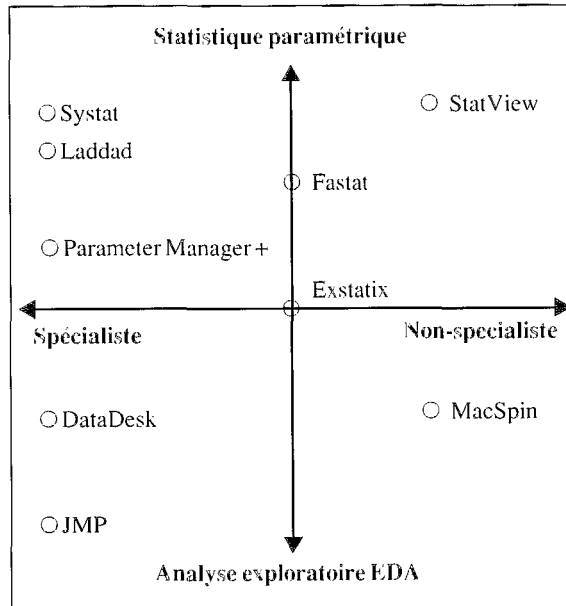 Statistique paramétrique
Systat
StatView
Laddad
Fastat
Parameter Manager +
Exstatix
Spécialiste
Non-specialiste
DataDesk
MacSpin
JMP
Analyse exploratoire EDA